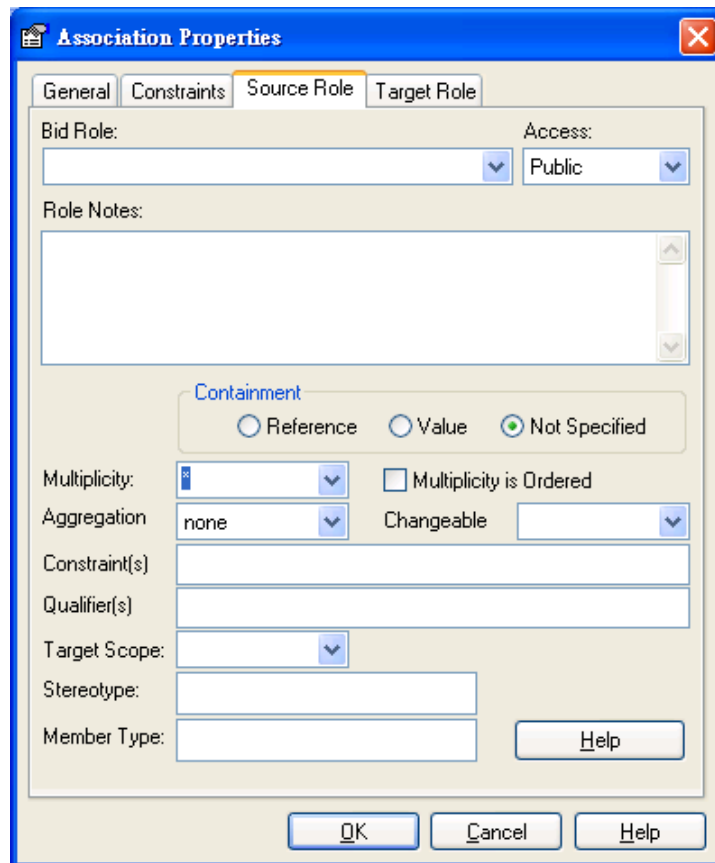 Association Properties
General Constraints Source Role Target Role
Bid Role: Access:
Public
Role Notes:
Containment
Reference Value Not Specified
Multiplicity: * Multiplicity is Ordered
Aggregation none Changeable
Constraint(s)
Qualifier(s)
Target Scope:
Stereotype:
Member Type: Help
OK Cancel Help